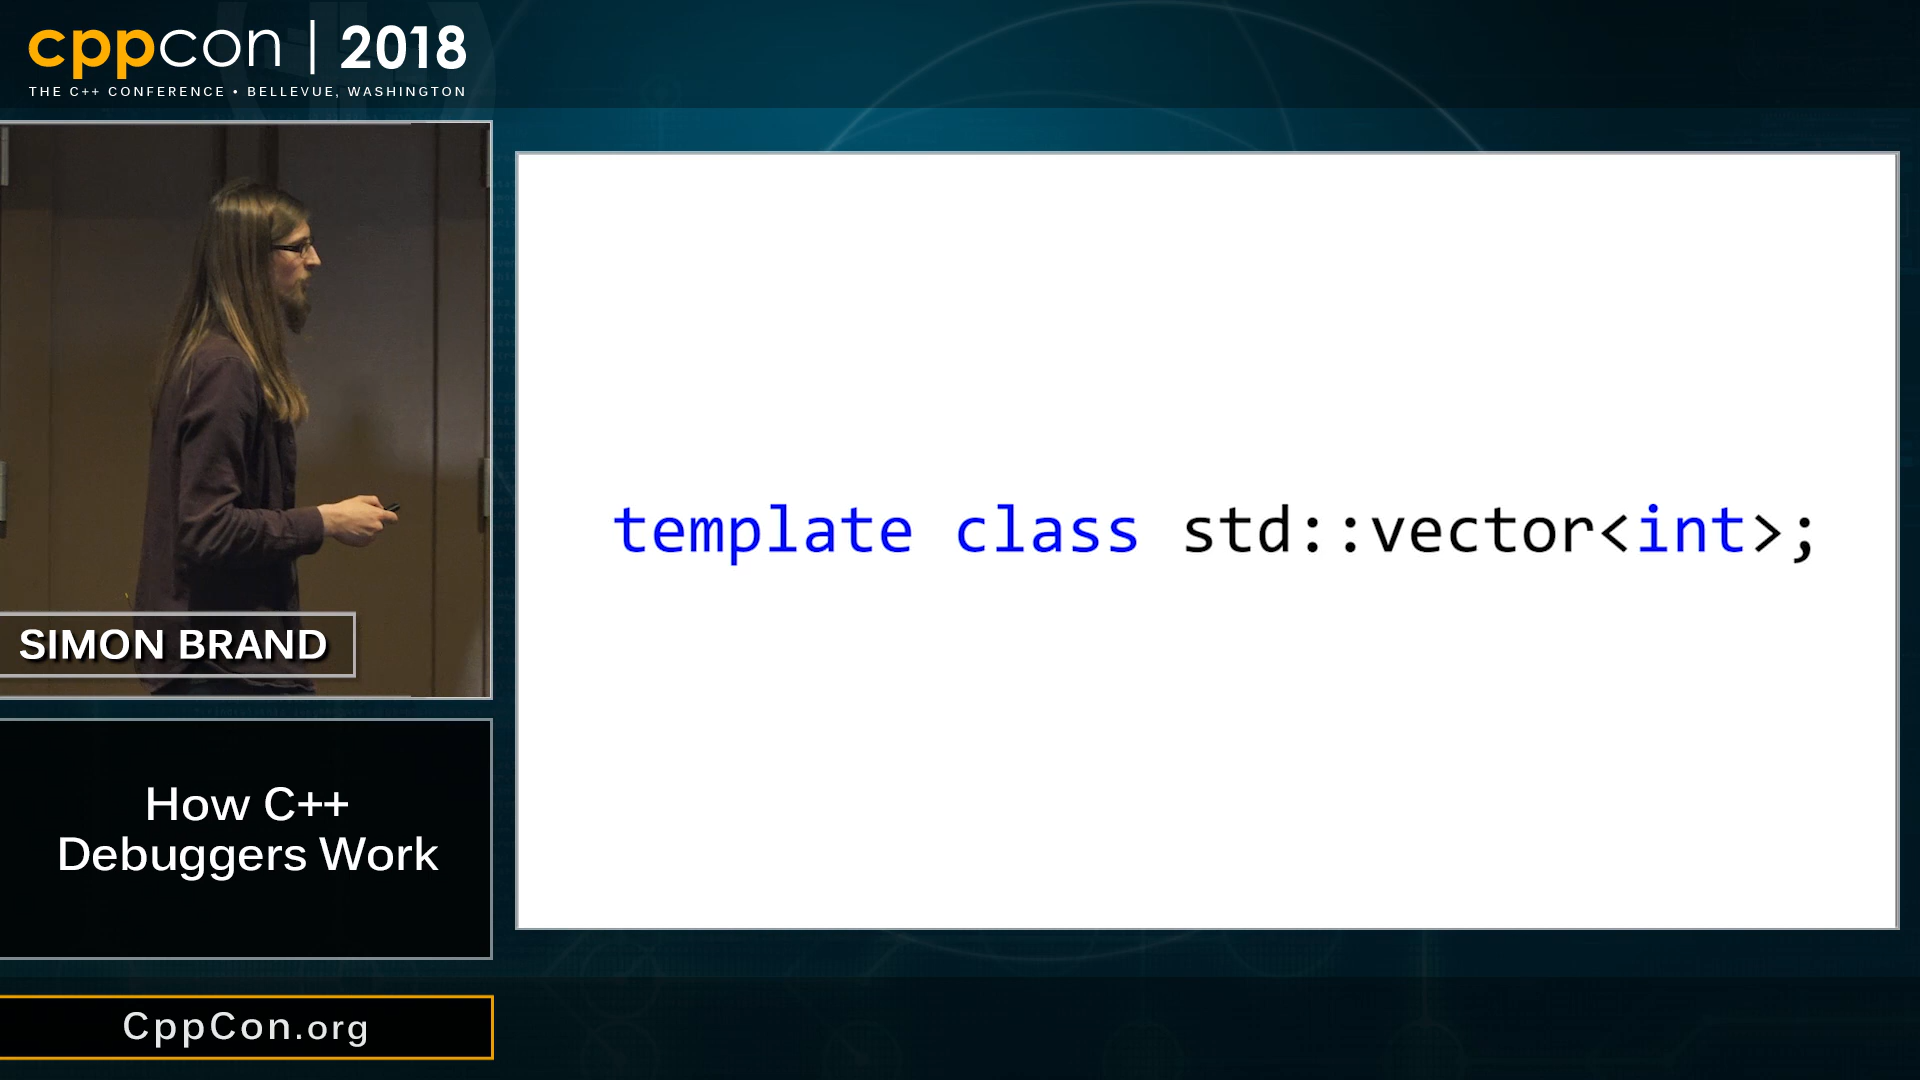 cppcon | 2018
THE C++ CONFERENCE • BELLEVUE, WASHINGTON
template class std::vector<int>;
SIMON BRAND
How C++
Debuggers Work
CppCon.org